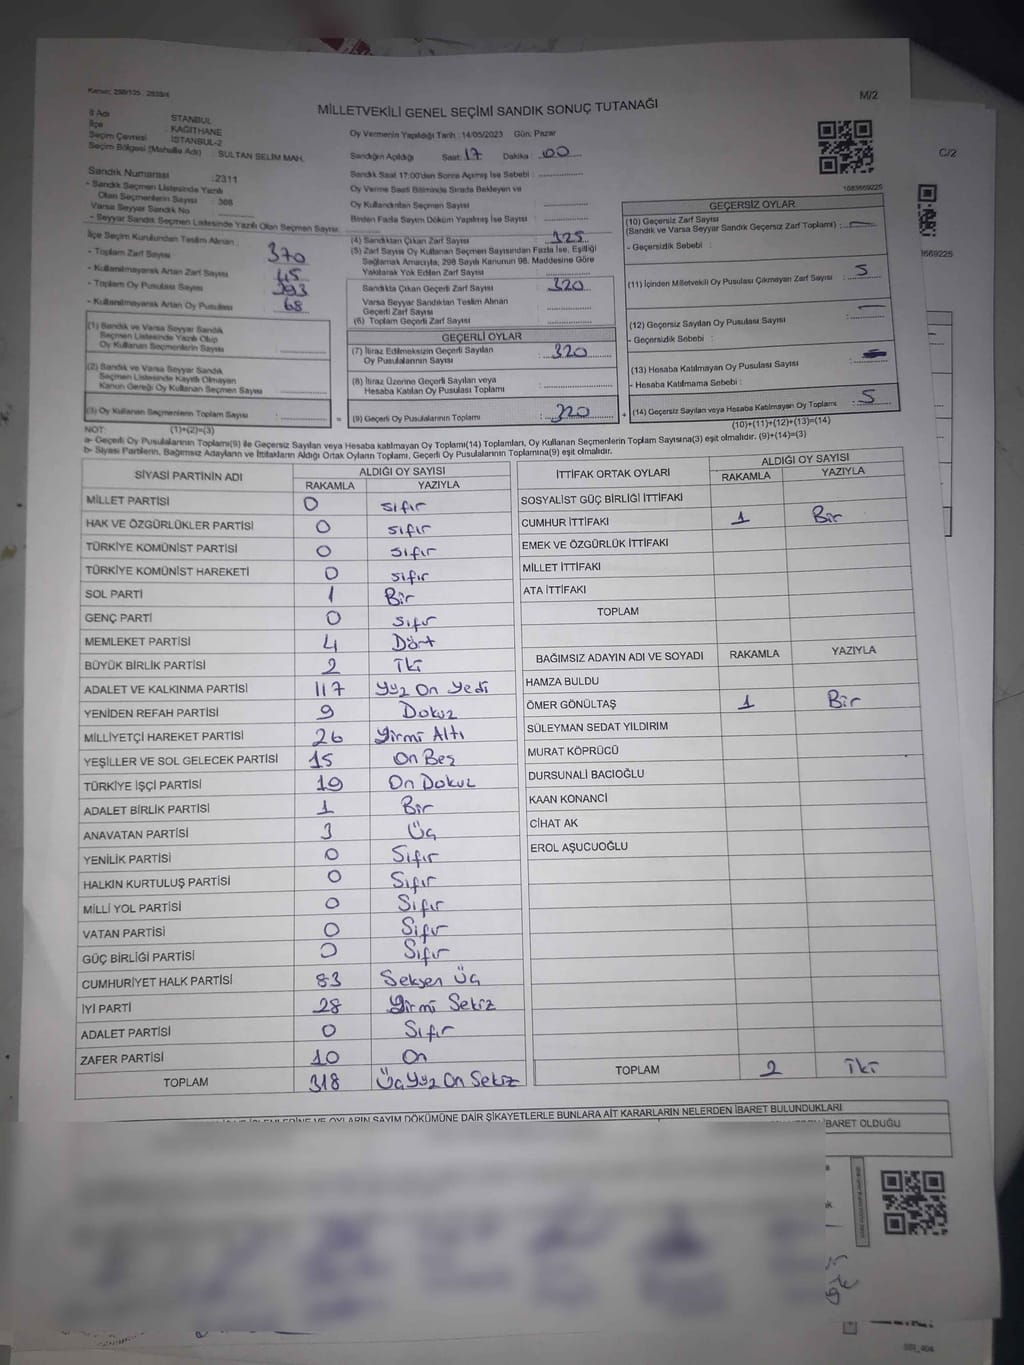 Kanun: 298/105 , 2839/4
M/2
MİLLETVEKİLİ GENEL SEÇİMİ SANDIK SONUÇ TUTANAĞI
İl Adı : İSTANBUL
İlçe : KAĞITHANE
Seçim Çevresi : İSTANBUL-2
Seçim Bölgesi (Mahalle Adı) : SULTAN SELİM MAH.
Oy Vermenin Yapıldığı Tarih : 14/05/2023 Gün: Pazar
Sandığın Açıldığı Saat: 17 Dakika : 00
Sandık Saat 17:00'den Sonra Açılmış İse Sebebi :
Oy Verme Saati Bitiminde Sırada Bekleyen ve
Oy Kullandırılan Seçmen Sayısı
Binden Fazla Sayım Döküm Yapılmış İse Sayısı :
C/2
1083669225
Sandık Numarası : 2311
- Sandık Seçmen Listesinde Yazılı
Olan Seçmenlerin Sayısı : 368
Varsa Seyyar Sandık No
- Seyyar Sandık Seçmen Listesinde Yazılı Olan Seçmen Sayısı:
İlçe Seçim Kurulundan Teslim Alınan
- Toplam Zarf Sayısı 370
- Kullanılmayarak Artan Zarf Sayısı 45
- Toplam Oy Pusulası Sayısı 393
- Kullanılmayarak Artan Oy Pusulası 68
(1) Sandık ve Varsa Seyyar Sandık
Seçmen Listesinde Yazılı Olup
Oy Kullanan Seçmenlerin Sayısı
(2) Sandık ve Varsa Seyyar Sandık
Seçmen Listesinde Kayıtlı Olmayan
Kanun Gereği Oy Kullanan Seçmen Sayısı
(3) Oy Kullanan Seçmenlerin Toplam Sayısı
(1)+(2)=(3)
(4) Sandıktan Çıkan Zarf Sayısı 325
(5) Zarf Sayısı Oy Kullanan Seçmen Sayısından Fazla İse, Eşitliği
Sağlamak Amacıyla, 298 Sayılı Kanunun 98. Maddesine Göre
Yakılarak Yok Edilen Zarf Sayısı
Sandıkta Çıkan Geçerli Zarf Sayısı : 320
Varsa Seyyar Sandıktan Teslim Alınan
Geçerli Zarf Sayısı
(6) Toplam Geçerli Zarf Sayısı
GEÇERLİ OYLAR
(7) İtiraz Edilmeksizin Geçerli Sayılan
Oy Pusulalarının Sayısı : 320
(8) İtiraz Üzerine Geçerli Sayılan veya
Hesaba Katılan Oy Pusulası Toplamı
= (9) Geçerli Oy Pusulalarının Toplamı : 320 +
GEÇERSİZ OYLAR
(10) Geçersiz Zarf Sayısı
(Sandık ve Varsa Seyyar Sandık Geçersiz Zarf Toplamı) :
- Geçersizlik Sebebi :
(11) İçinden Milletvekili Oy Pusulası Çıkmayan Zarf Sayısı : 5
(12) Geçersiz Sayılan Oy Pusulası Sayısı
- Geçersizlik Sebebi :
(13) Hesaba Katılmayan Oy Pusulası Sayısı
- Hesaba Katılmama Sebebi :
(14) Geçersiz Sayılan veya Hesaba Katılmayan Oy Toplamı : 5
(10)+(11)+(12)+(13)=(14)
NOT:
a- Geçerli Oy Pusulalarının Toplamı(9) ile Geçersiz Sayılan veya Hesaba katılmayan Oy Toplamı(14) Toplamları, Oy Kullanan Seçmenlerin Toplam Sayısına(3) eşit olmalıdır. (9)+(14)=(3)
b- Siyasi Partilerin, Bağımsız Adayların ve İttifakların Aldığı Ortak Oyların Toplamı, Geçerli Oy Pusulalarının Toplamına(9) eşit olmalıdır.
SİYASİ PARTİNİN ADI ALDIĞI OY SAYISI
RAKAMLA YAZIYLA
MİLLET PARTİSİ 0 sıfır
HAK VE ÖZGÜRLÜKLER PARTİSİ 0 sıfır
TÜRKİYE KOMÜNİST PARTİSİ 0 sıfır
TÜRKİYE KOMÜNİST HAREKETİ 0 sıfır
SOL PARTİ 1 Bir
GENÇ PARTİ 0 sıfır
MEMLEKET PARTİSİ 4 Dört
BÜYÜK BİRLİK PARTİSİ 2 İki
ADALET VE KALKINMA PARTİSİ 117 Yüz On Yedi
YENİDEN REFAH PARTİSİ 9 Dokuz
MİLLİYETÇİ HAREKET PARTİSİ 26 Yirmi Altı
YEŞİLLER VE SOL GELECEK PARTİSİ 15 On Beş
TÜRKİYE İŞÇİ PARTİSİ 19 On Dokuz
ADALET BİRLİK PARTİSİ 1 Bir
ANAVATAN PARTİSİ 3 Üç
YENİLİK PARTİSİ 0 Sıfır
HALKIN KURTULUŞ PARTİSİ 0 Sıfır
MİLLİ YOL PARTİSİ 0 Sıfır
VATAN PARTİSİ 0 Sıfır
GÜÇ BİRLİĞİ PARTİSİ 0 Sıfır
CUMHURİYET HALK PARTİSİ 83 Seksen Üç
İYİ PARTİ 28 Yirmi Sekiz
ADALET PARTİSİ 0 Sıfır
ZAFER PARTİSİ 10 On
TOPLAM 318 Üç Yüz On Sekiz
İTTİFAK ORTAK OYLARI ALDIĞI OY SAYISI
RAKAMLA YAZIYLA
SOSYALİST GÜÇ BİRLİĞİ İTTİFAKI
CUMHUR İTTİFAKI 1 Bir
EMEK VE ÖZGÜRLÜK İTTİFAKI
MİLLET İTTİFAKI
ATA İTTİFAKI
TOPLAM
BAĞIMSIZ ADAYIN ADI VE SOYADI RAKAMLA YAZIYLA
HAMZA BULDU
ÖMER GÖNÜLTAŞ 1 Bir
SÜLEYMAN SEDAT YILDIRIM
MURAT KÖPRÜCÜ
DURSUNALİ BACIOĞLU
KAAN KONANCİ
CİHAT AK
EROL AŞUCUOĞLU
TOPLAM 2 İki
OYLARIN SAYIM DÖKÜMÜNE DAİR ŞİKAYETLERLE BUNLARA AİT KARARLARIN NELERDEN İBARET BULUNDUKLARI
BARET OLDUĞU